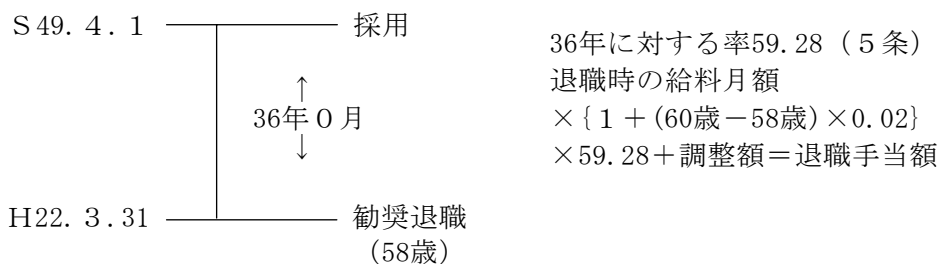 S49.4.1 採用
36年0月
H22.3.31 勧奨退職
(58歳)
36年に対する率59.28（5条）
退職時の給料月額
×{1+(60歳-58歳)×0.02}
×59.28+調整額=退職手当額